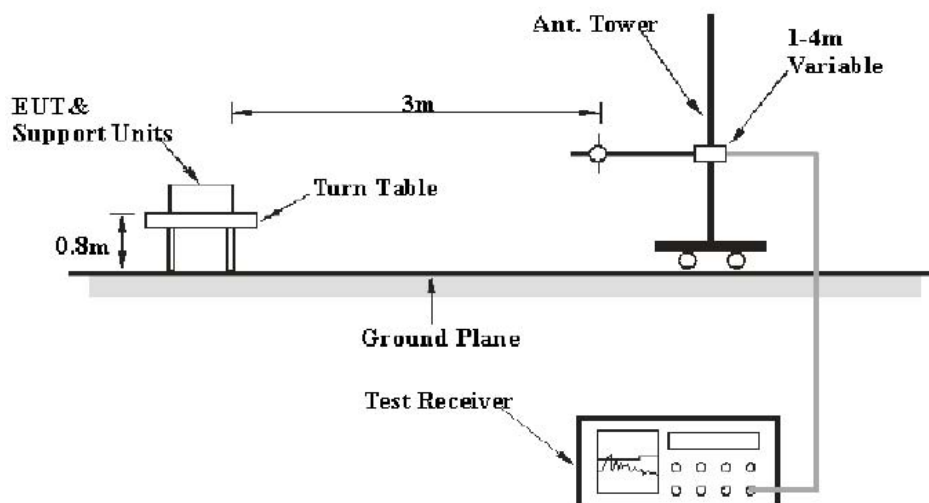 Ant. Tower
1-4m
Variable
3m
EUT&
Support Units
Turn Table
0.8m
Ground Plane
Test Receiver